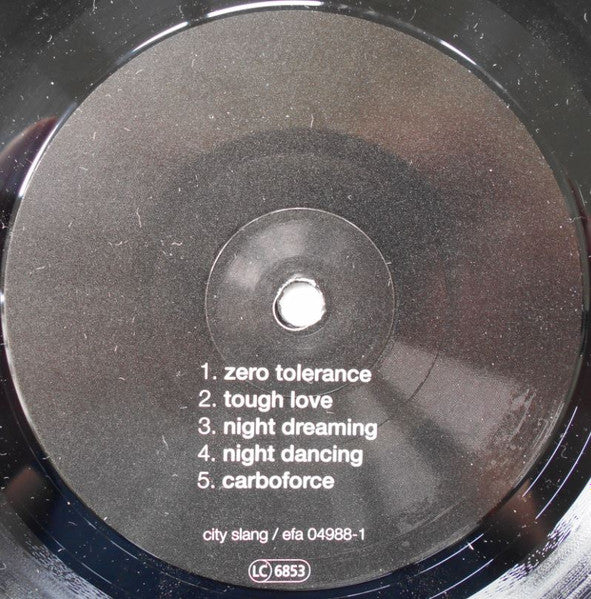 1. zero tolerance
2. tough love
3. night dreaming
4. night dancing
5. carboforce
city slang / efa 04988-1
LC 6853